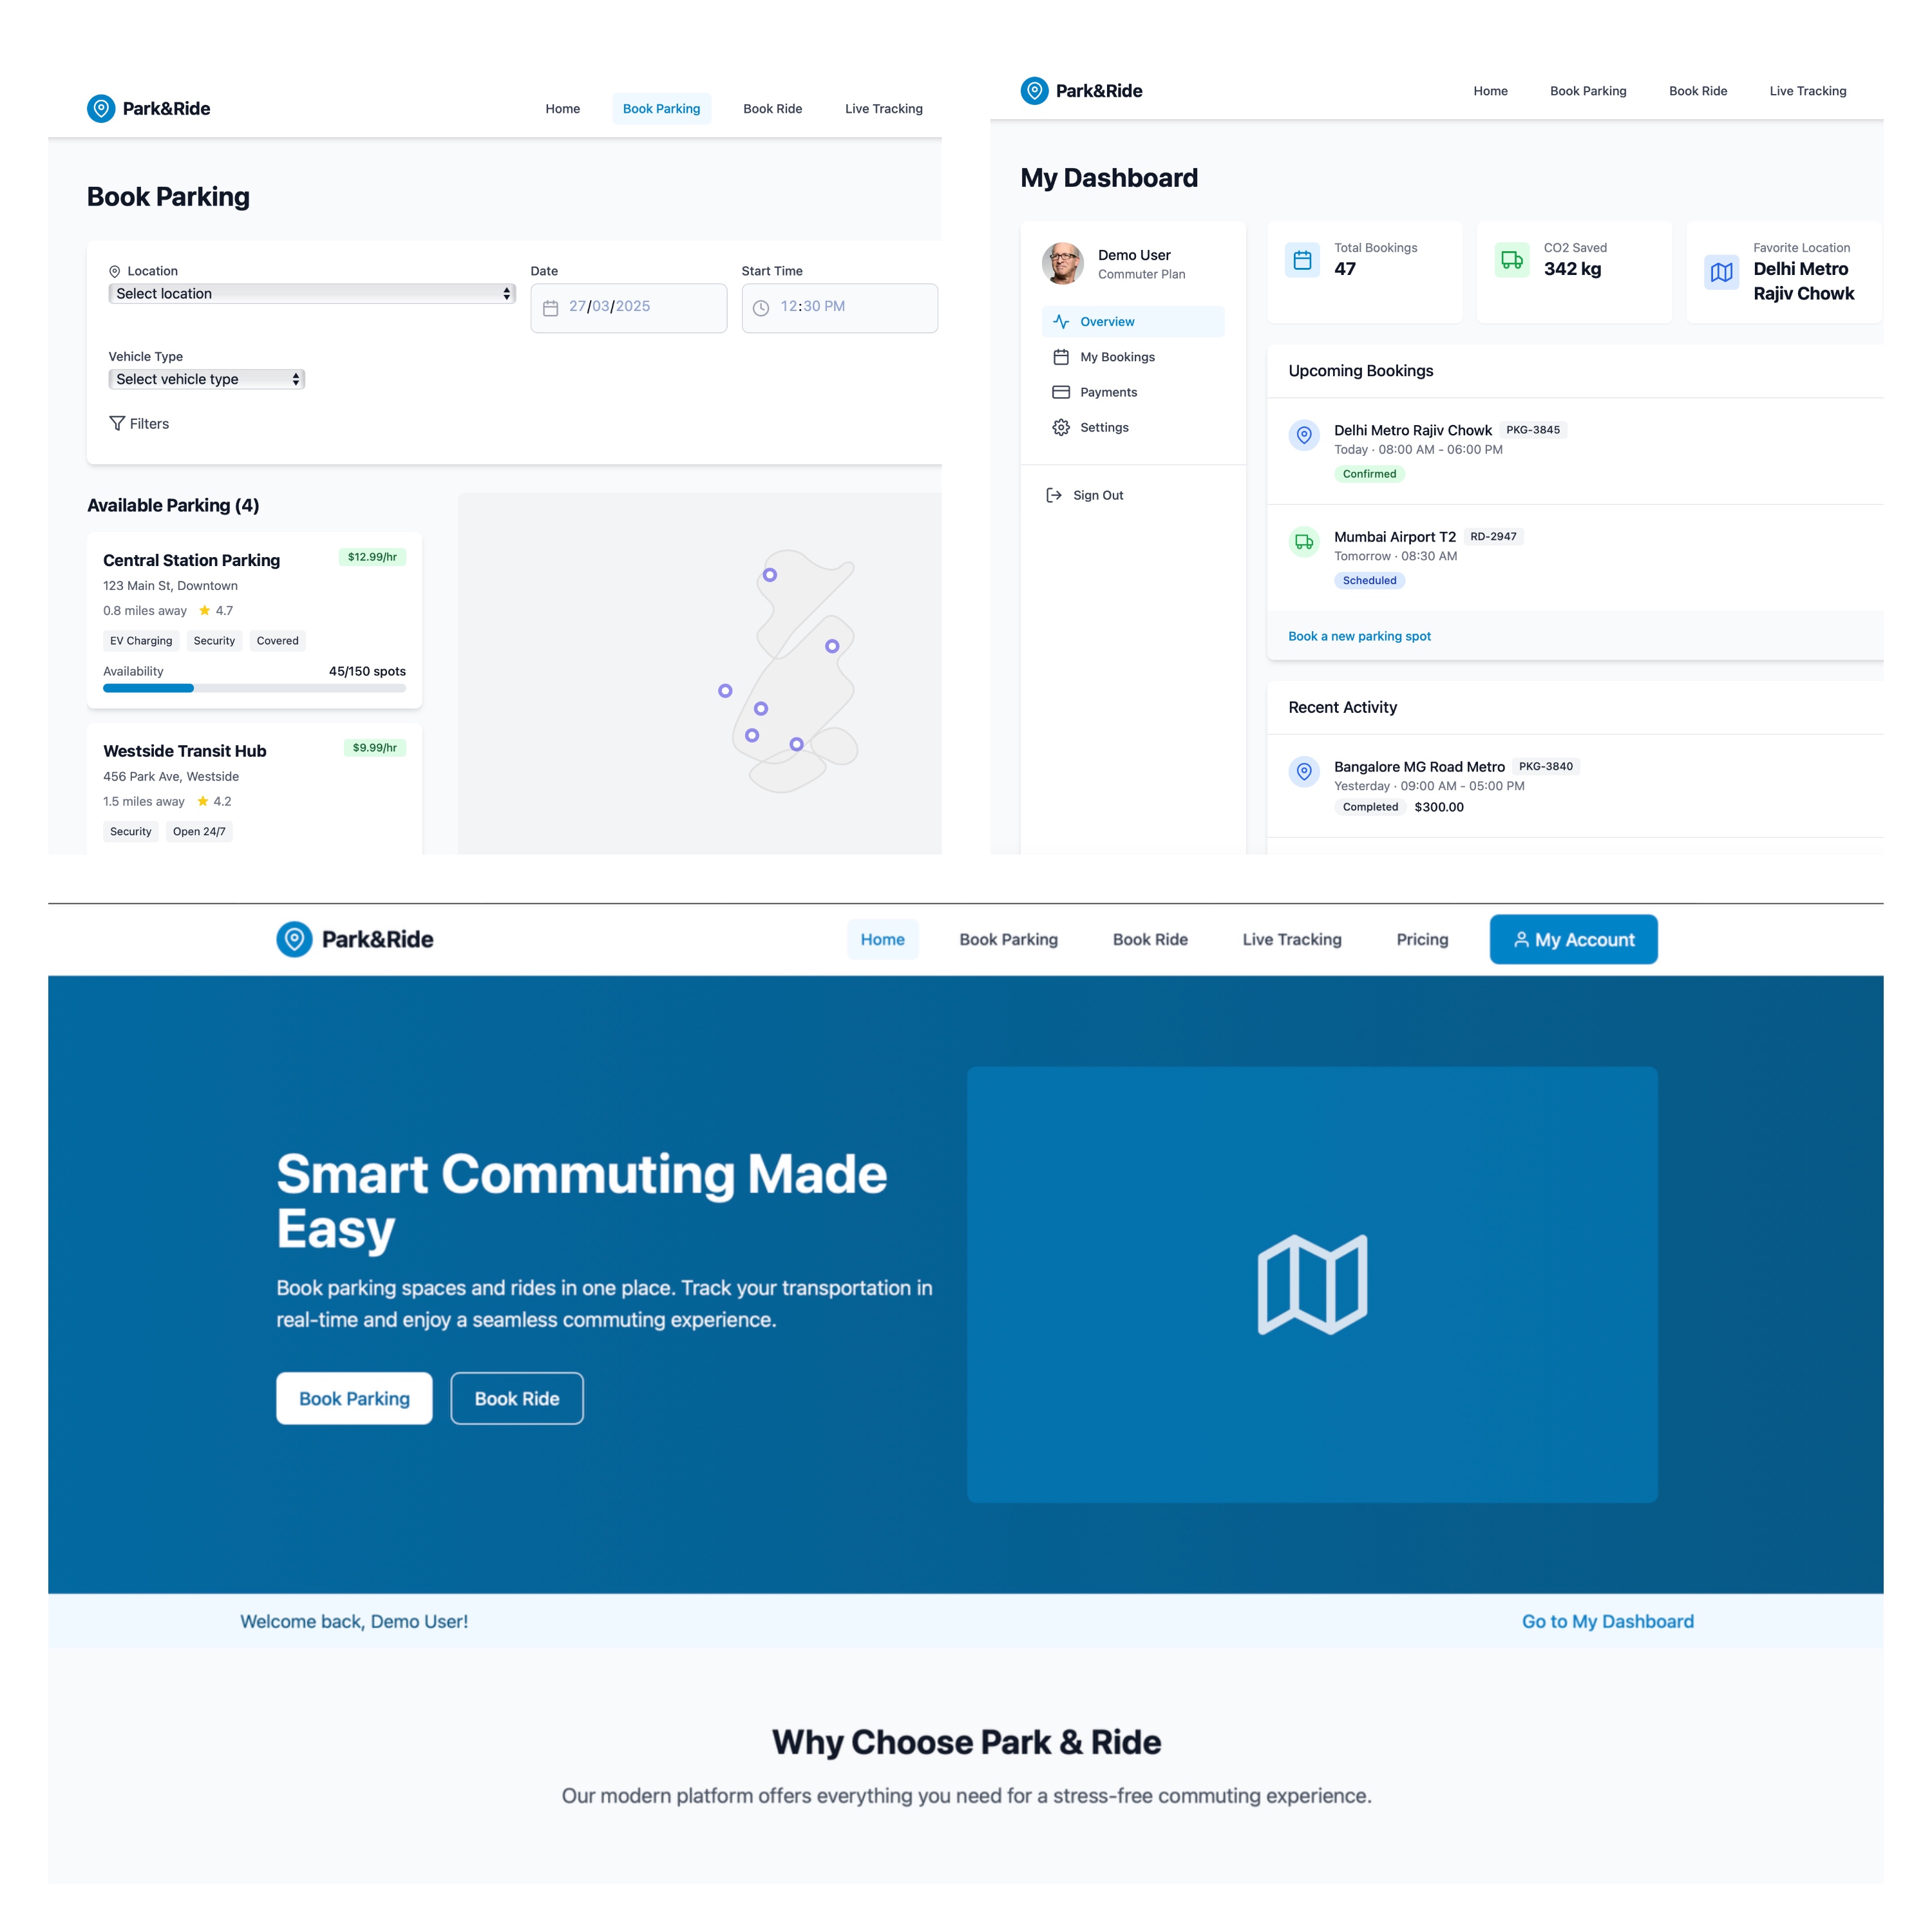 Park&Ride
Home Book Parking Book Ride Live Tracking
Book Parking
Location
Select location
Date
27/03/2025
Start Time
12:30 PM
Vehicle Type
Select vehicle type
Filters
Available Parking (4)
Central Station Parking $12.99/hr
123 Main St, Downtown
0.8 miles away 4.7
EV Charging Security Covered
Availability 45/150 spots
Westside Transit Hub $9.99/hr
456 Park Ave, Westside
1.5 miles away 4.2
Security Open 24/7
Park&Ride
Home Book Parking Book Ride Live Tracking
My Dashboard
Demo User
Commuter Plan
Overview
My Bookings
Payments
Settings
Sign Out
Total Bookings
47
CO2 Saved
342 kg
Favorite Location
Delhi Metro
Rajiv Chowk
Upcoming Bookings
Delhi Metro Rajiv Chowk PKG-3845
Today · 08:00 AM - 06:00 PM
Confirmed
Mumbai Airport T2 RD-2947
Tomorrow · 08:30 AM
Scheduled
Book a new parking spot
Recent Activity
Bangalore MG Road Metro PKG-3840
Yesterday · 09:00 AM - 05:00 PM
Completed $300.00
Park&Ride
Home Book Parking Book Ride Live Tracking Pricing My Account
Smart Commuting Made
Easy
Book parking spaces and rides in one place. Track your transportation in
real-time and enjoy a seamless commuting experience.
Book Parking Book Ride
Welcome back, Demo User! Go to My Dashboard
Why Choose Park & Ride
Our modern platform offers everything you need for a stress-free commuting experience.